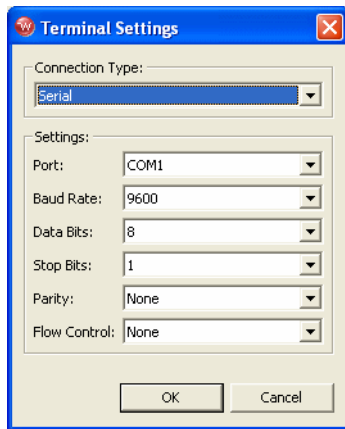 Terminal Settings
Connection Type:
Serial
Settings:
Port: COM1
Baud Rate: 9600
Data Bits: 8
Stop Bits: 1
Parity: None
Flow Control: None
OK Cancel